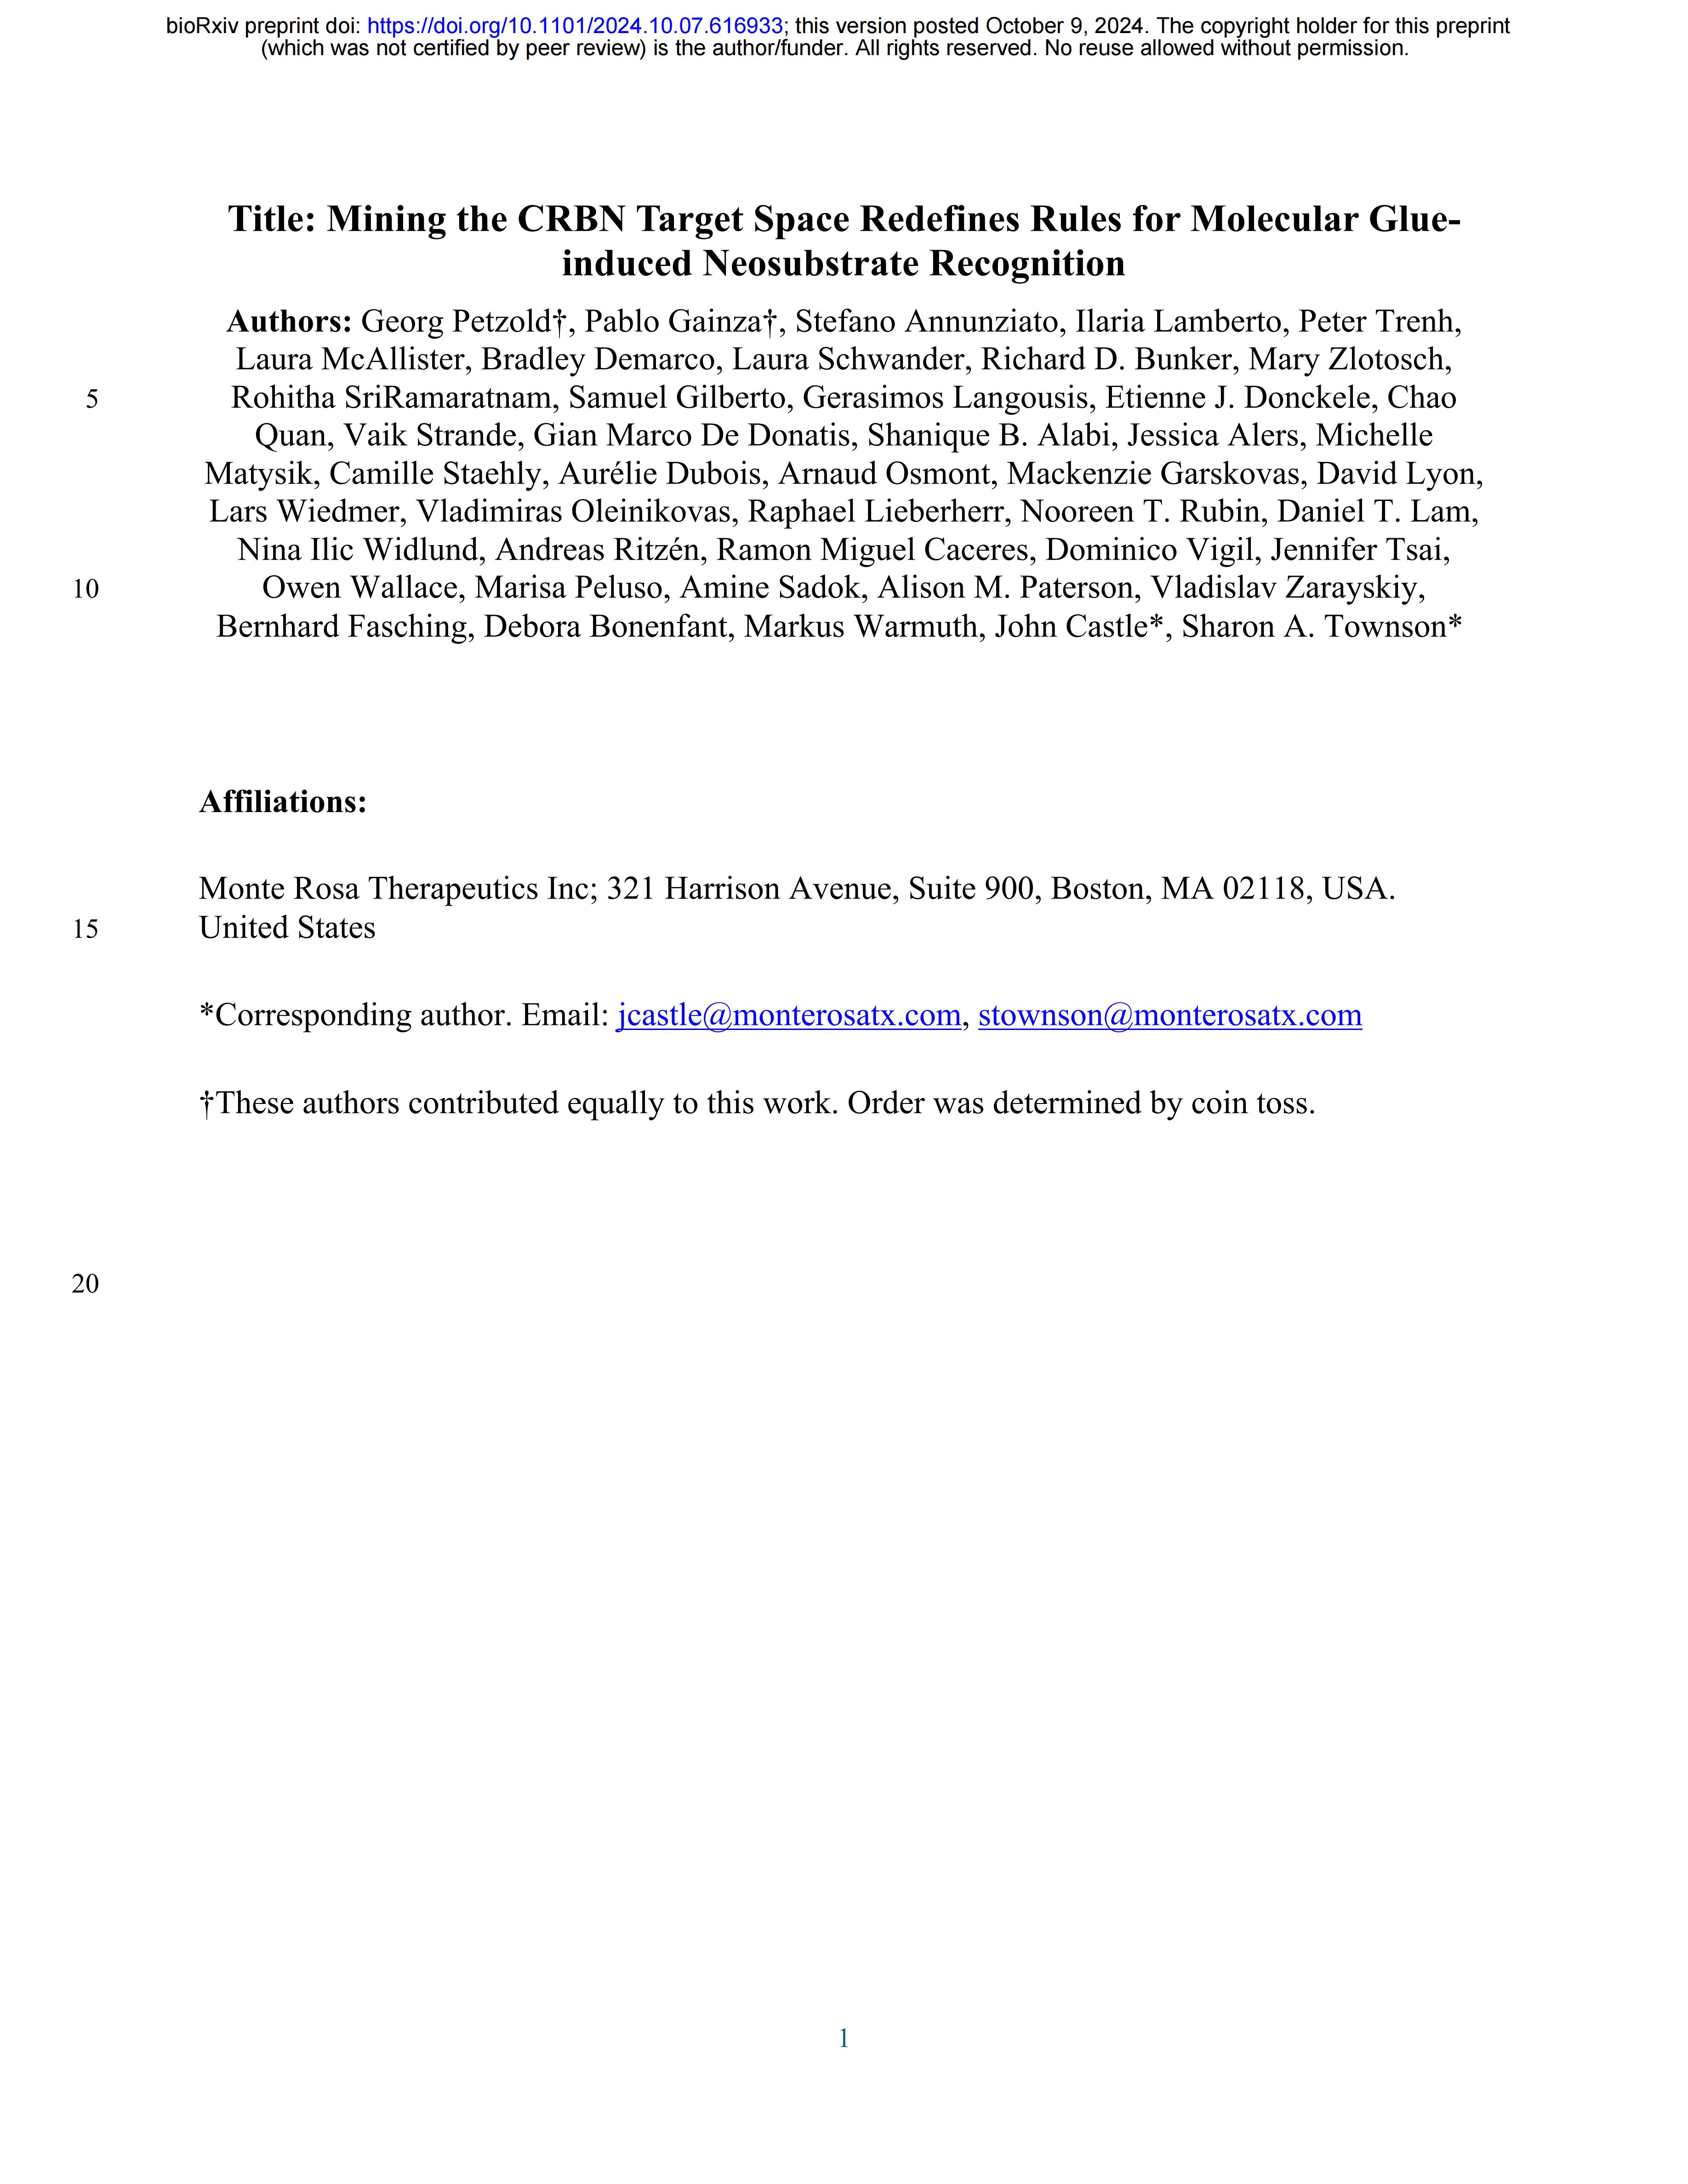 bioRxiv preprint doi: https://doi.org/10.1101/2024.10.07.616933; this version posted October 9, 2024. The copyright holder for this preprint
(which was not certified by peer review) is the author/funder. All rights reserved. No reuse allowed without permission.
Title: Mining the CRBN Target Space Redefines Rules for Molecular Glue-
induced Neosubstrate Recognition
Authors: Georg Petzold†, Pablo Gainza†, Stefano Annunziato, Ilaria Lamberto, Peter Trenh,
Laura McAllister, Bradley Demarco, Laura Schwander, Richard D. Bunker, Mary Zlotosch,
5 Rohitha SriRamaratnam, Samuel Gilberto, Gerasimos Langousis, Etienne J. Donckele, Chao
Quan, Vaik Strande, Gian Marco De Donatis, Shanique B. Alabi, Jessica Alers, Michelle
Matysik, Camille Staehly, Aurélie Dubois, Arnaud Osmont, Mackenzie Garskovas, David Lyon,
Lars Wiedmer, Vladimiras Oleinikovas, Raphael Lieberherr, Nooreen T. Rubin, Daniel T. Lam,
Nina Ilic Widlund, Andreas Ritzén, Ramon Miguel Caceres, Dominico Vigil, Jennifer Tsai,
10 Owen Wallace, Marisa Peluso, Amine Sadok, Alison M. Paterson, Vladislav Zarayskiy,
Bernhard Fasching, Debora Bonenfant, Markus Warmuth, John Castle*, Sharon A. Townson*
Affiliations:
Monte Rosa Therapeutics Inc; 321 Harrison Avenue, Suite 900, Boston, MA 02118, USA.
15 United States
*Corresponding author. Email: jcastle@monterosatx.com, stownson@monterosatx.com
†These authors contributed equally to this work. Order was determined by coin toss.
20
1